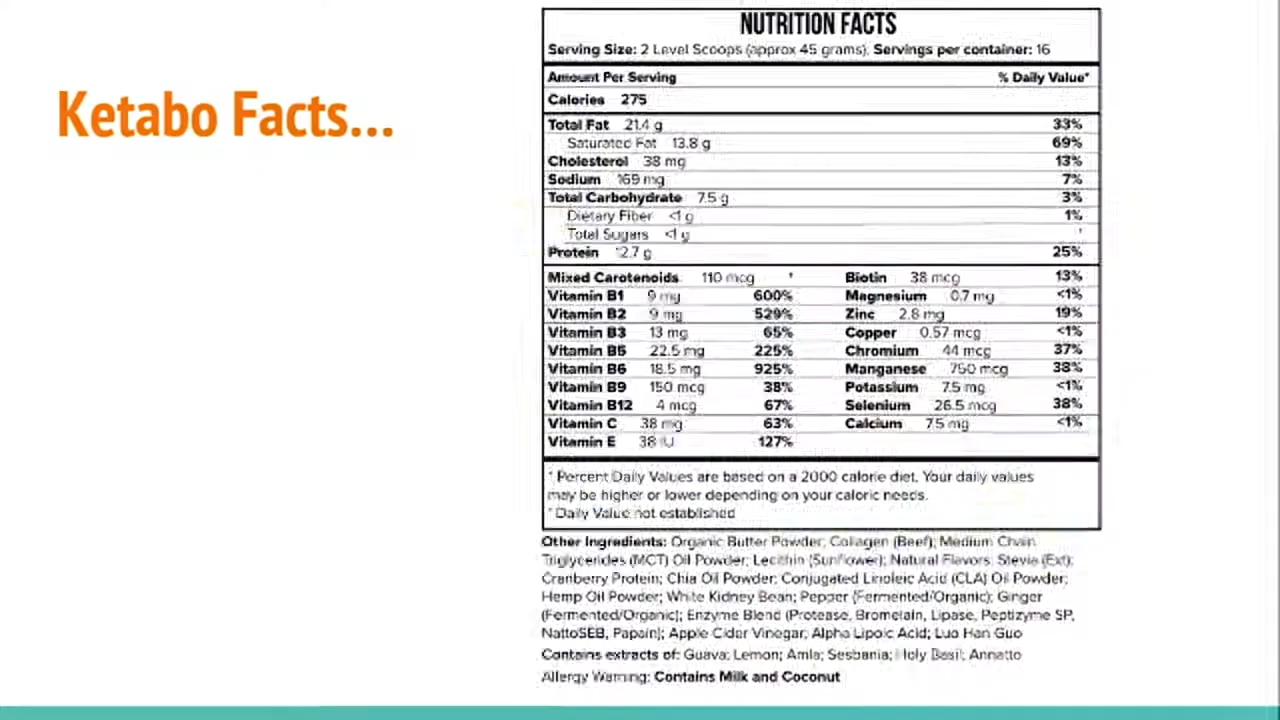 Ketabo Facts...
NUTRITION FACTS
Serving Size: 2 Level Scoops (approx 45 grams), Servings per container: 16
Amount Per Serving % Daily Value*
Calories 275
Total Fat 21.4 g 33%
Saturated Fat 13.8 g 69%
Cholesterol 38 mg 13%
Sodium 169 mg 7%
Total Carbohydrate 7.5 g 3%
Dietary Fiber <1 g 1%
Total Sugars <1 g †
Protein 12.7 g 25%
Mixed Carotenoids 110 mcg † Biotin 38 mcg 13%
Vitamin B1 9 mg 600% Magnesium 0.7 mg <1%
Vitamin B2 9 mg 529% Zinc 2.8 mg 19%
Vitamin B3 13 mg 65% Copper 0.57 mcg <1%
Vitamin B5 22.5 mg 225% Chromium 44 mcg 37%
Vitamin B6 18.5 mg 925% Manganese 750 mcg 38%
Vitamin B9 150 mcg 38% Potassium 7.5 mg <1%
Vitamin B12 4 mcg 67% Selenium 26.5 mcg 38%
Vitamin C 38 mg 63% Calcium 7.5 mg <1%
Vitamin E 38 IU 127%
* Percent Daily Values are based on a 2000 calorie diet. Your daily values
may be higher or lower depending on your caloric needs.
† Daily Value not established
Other Ingredients: Organic Butter Powder; Collagen (Beef); Medium Chain
Triglycerides (MCT) Oil Powder; Lecithin (Sunflower); Natural Flavors; Stevia (Ext);
Cranberry Protein; Chia Oil Powder; Conjugated Linoleic Acid (CLA) Oil Powder;
Hemp Oil Powder; White Kidney Bean; Pepper (Fermented/Organic); Ginger
(Fermented/Organic); Enzyme Blend (Protease, Bromelain, Lipase, Peptizyme SP,
NattoSEB, Papain); Apple Cider Vinegar; Alpha Lipoic Acid; Luo Han Guo
Contains extracts of: Guava; Lemon; Amla; Sesbania; Holy Basil; Annatto
Allergy Warning: Contains Milk and Coconut